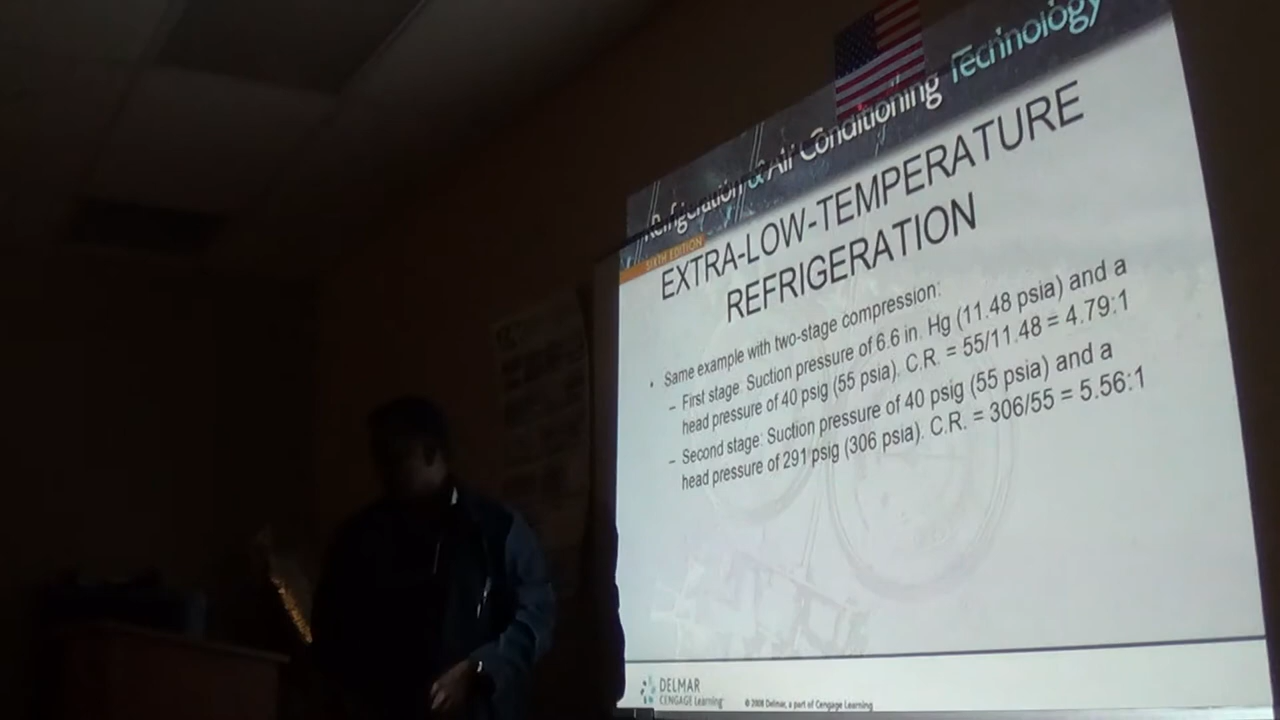 Refrigeration & Air Conditioning Technology
SIXTH EDITION
EXTRA-LOW-TEMPERATURE
REFRIGERATION
• Same example with two-stage compression:
– First stage: Suction pressure of 6.6 in. Hg (11.48 psia) and a
head pressure of 40 psig (55 psia). C.R. = 55/11.48 = 4.79:1
– Second stage: Suction pressure of 40 psig (55 psia) and a
head pressure of 291 psig (306 psia). C.R. = 306/55 = 5.56:1
DELMAR
CENGAGE Learning
© 2008 Delmar, a part of Cengage Learning